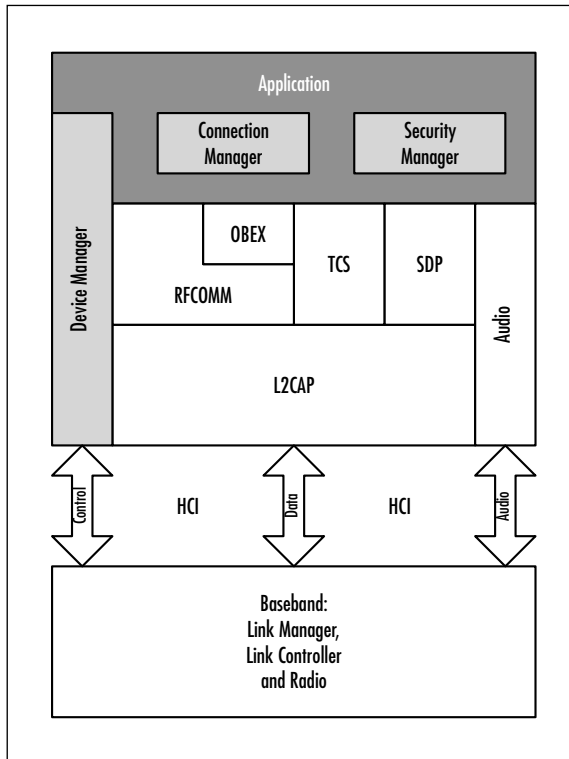 Application
Connection
Manager
Security
Manager
Device Manager
OBEX
RFCOMM
TCS
SDP
Audio
L2CAP
Control
HCI
Data
HCI
Audio
Baseband:
Link Manager,
Link Controller
and Radio